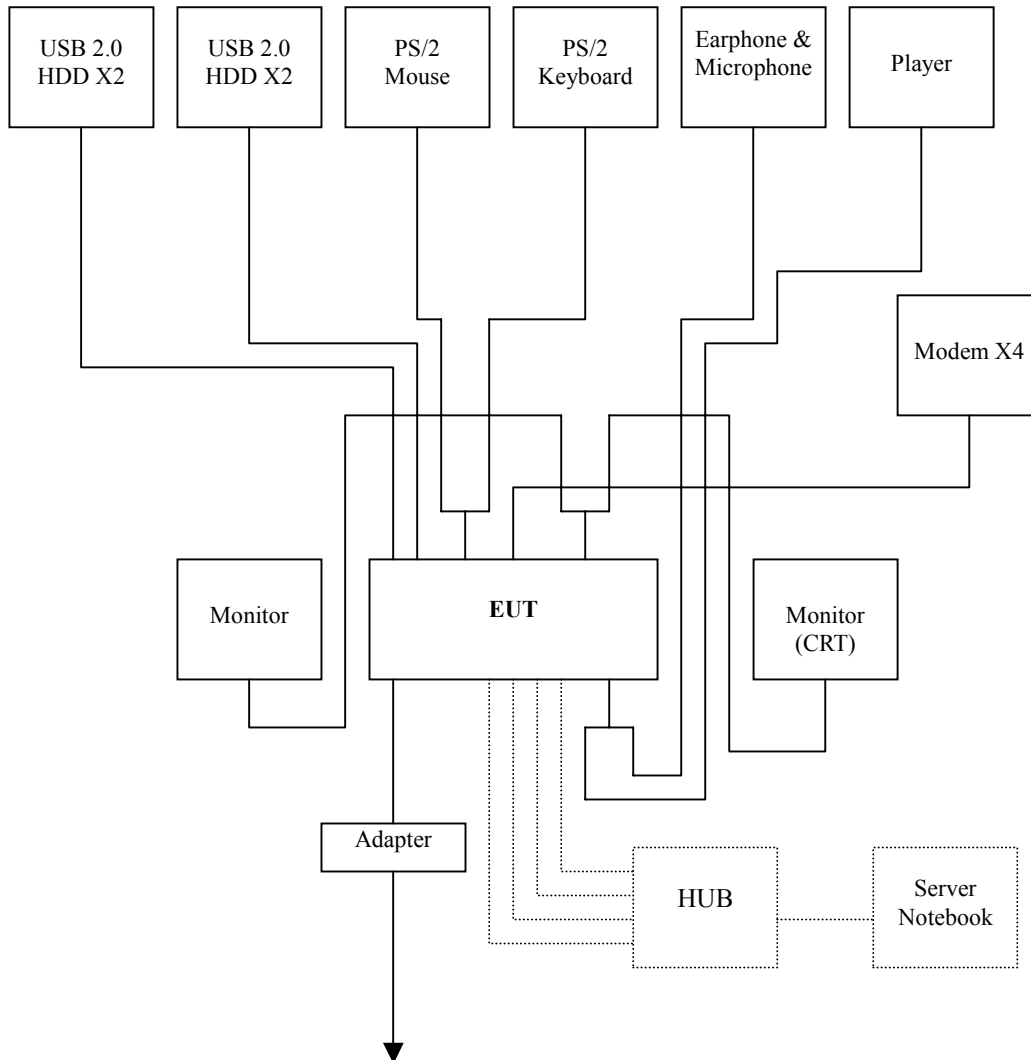 USB 2.0
HDD X2
USB 2.0
HDD X2
PS/2
Mouse
PS/2
Keyboard
Earphone &
Microphone
Player
Modem X4
Monitor
EUT
Monitor
(CRT)
Adapter
HUB
Server
Notebook